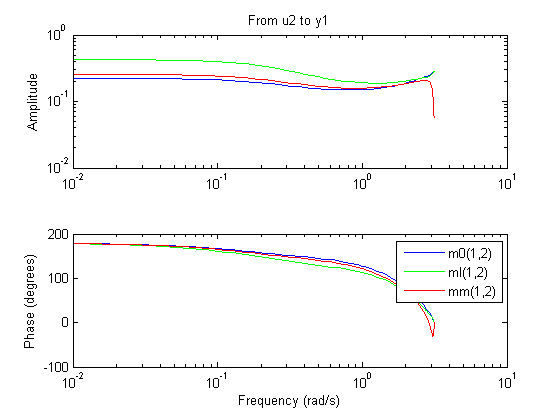 From u2 to y1
10^0
10^-1
10^-2
Amplitude
10^-2
10^-1
10^0
10^1
200
100
0
-100
Phase (degrees)
m0(1,2)
ml(1,2)
mm(1,2)
10^-2
10^-1
10^0
10^1
Frequency (rad/s)